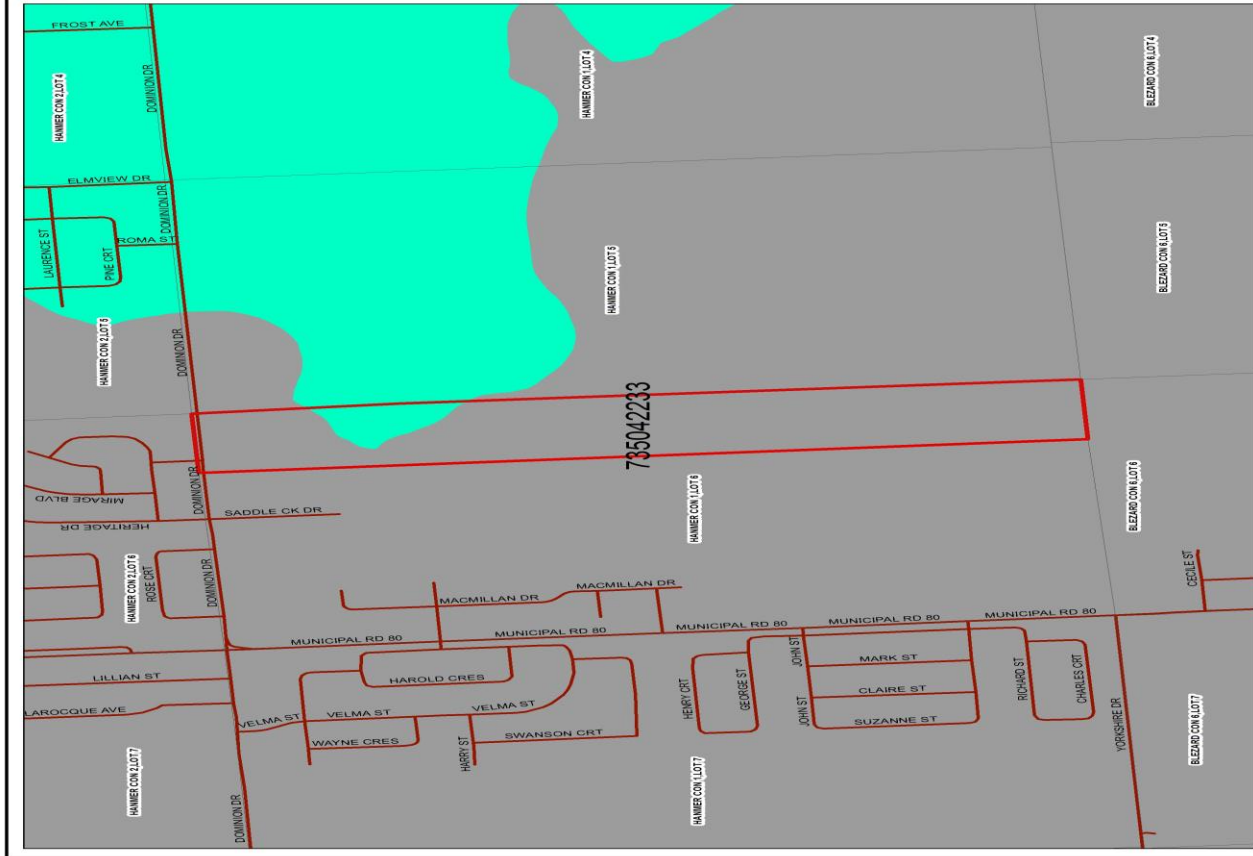 FROST AVE
HANMER CON 2,LOT 4
DOMINION DR
HANMER CON 1,LOT 4
BLEZARD CON 6,LOT 4
ELMVIEW DR
LAURENCE ST
PINE CRT
ROMA ST
DOMINION DR
HANMER CON 2,LOT 5
DOMINION DR
HANMER CON 1,LOT 5
BLEZARD CON 6,LOT 5
735042233
MIRAGE BLVD
HERITAGE DR
DOMINION DR
SADDLE CK DR
HANMER CON 1,LOT 6
BLEZARD CON 6,LOT 6
HANMER CON 2,LOT 6
ROSE CRT
DOMINION DR
MACMILLAN DR
MACMILLAN DR
CECILE ST
MUNICIPAL RD 80
MUNICIPAL RD 80
MUNICIPAL RD 80
MUNICIPAL RD 80
MUNICIPAL RD 80
LILLIAN ST
LAROCQUE AVE
HAROLD CRES
VELMA ST
VELMA ST
VELMA ST
WAYNE CRES
HARRY ST
SWANSON CRT
HENRY CRT
GEORGE ST
JOHN ST
JOHN ST
MARK ST
CLAIRE ST
SUZANNE ST
RICHARD ST
CHARLES CRT
YORKSHIRE DR
HANMER CON 2,LOT 7
DOMINION DR
HANMER CON 1,LOT 7
BLEZARD CON 6,LOT 7